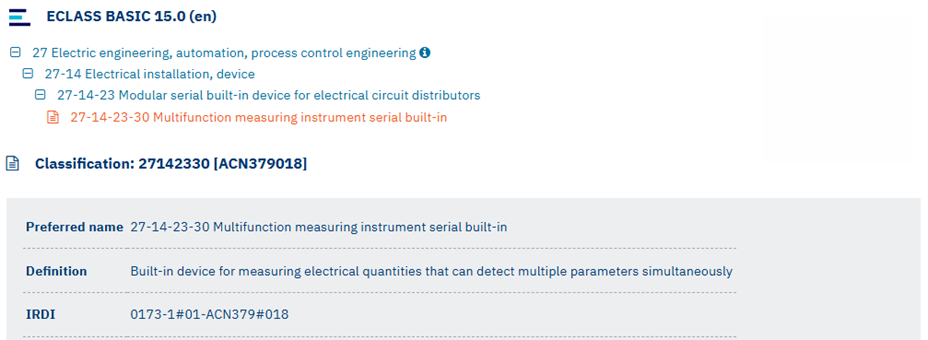 ECLASS BASIC 15.0 (en)
27 Electric engineering, automation, process control engineering
27-14 Electrical installation, device
27-14-23 Modular serial built-in device for electrical circuit distributors
27-14-23-30 Multifunction measuring instrument serial built-in
Classification: 27142330 [ACN379018]
Preferred name 27-14-23-30 Multifunction measuring instrument serial built-in
Definition Built-in device for measuring electrical quantities that can detect multiple parameters simultaneously
IRDI 0173-1#01-ACN379#018